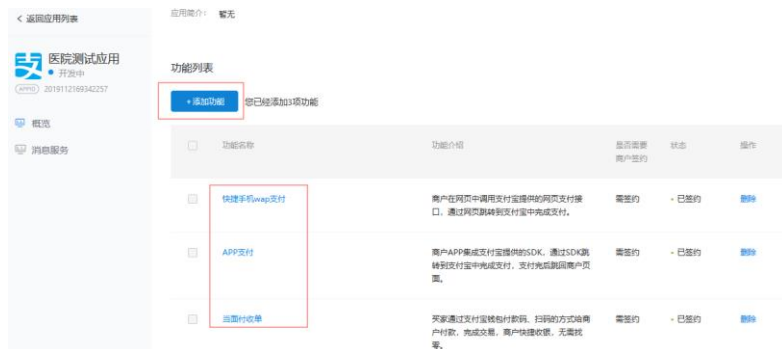 < 返回应用列表
应用简介： 暂无
医院测试应用
开发中
APPID 2019112169342257
概览
消息服务
功能列表
+添加功能 您已经添加3项功能
功能名称 功能介绍 是否需要商户签约 状态 操作
快捷手机wap支付 商户在网页中调用支付宝提供的网页支付接 需签约 已签约 删除
口，通过网页跳转到支付宝中完成支付。
APP支付 商户APP集成支付宝提供的SDK，通过SDK跳 需签约 已签约 删除
转到支付宝中完成支付，支付完后跳回商户页
面。
当面付收单 买家通过支付宝钱包付款码、扫码的方式给商 需签约 已签约 删除
户付款，完成交易，商户快捷收银，无需找
零。